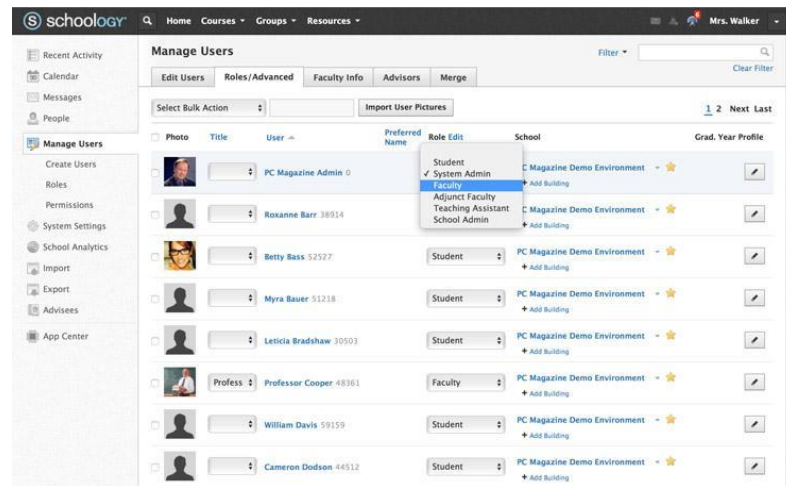 S schoology Home Courses Groups Resources Mrs. Walker
Recent Activity
Calendar
Messages
People
Manage Users
Create Users
Roles
Permissions
System Settings
School Analytics
Import
Export
Advisees
App Center
Manage Users Filter
Clear Filter
Edit Users Roles/Advanced Faculty Info Advisors Merge
Select Bulk Action Import User Pictures 1 2 Next Last
Photo Title User Preferred Name Role Edit School Grad. Year Profile
PC Magazine Admin 0 PC Magazine Demo Environment
+ Add Building
Student
✓ System Admin
Faculty
Adjunct Faculty
Teaching Assistant
School Admin
Roxanne Barr 38914 PC Magazine Demo Environment
+ Add Building
Betty Bass 52527 Student PC Magazine Demo Environment
+ Add Building
Myra Bauer 51218 Student PC Magazine Demo Environment
+ Add Building
Leticia Bradshaw 30503 Student PC Magazine Demo Environment
+ Add Building
Profess Professor Cooper 48361 Faculty PC Magazine Demo Environment
+ Add Building
William Davis 59159 Student PC Magazine Demo Environment
+ Add Building
Cameron Dodson 44512 Student PC Magazine Demo Environment
+ Add Building